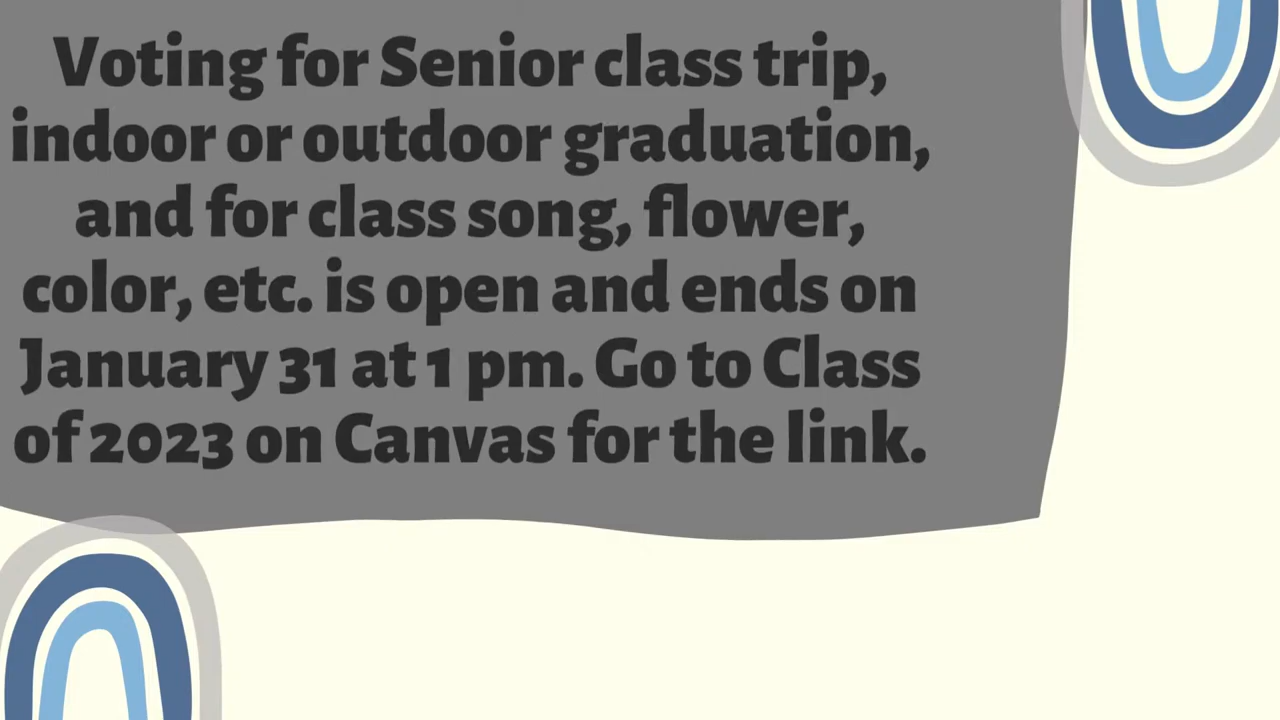 Voting for Senior class trip,
indoor or outdoor graduation,
and for class song, flower,
color, etc. is open and ends on
January 31 at 1 pm. Go to Class
of 2023 on Canvas for the link.